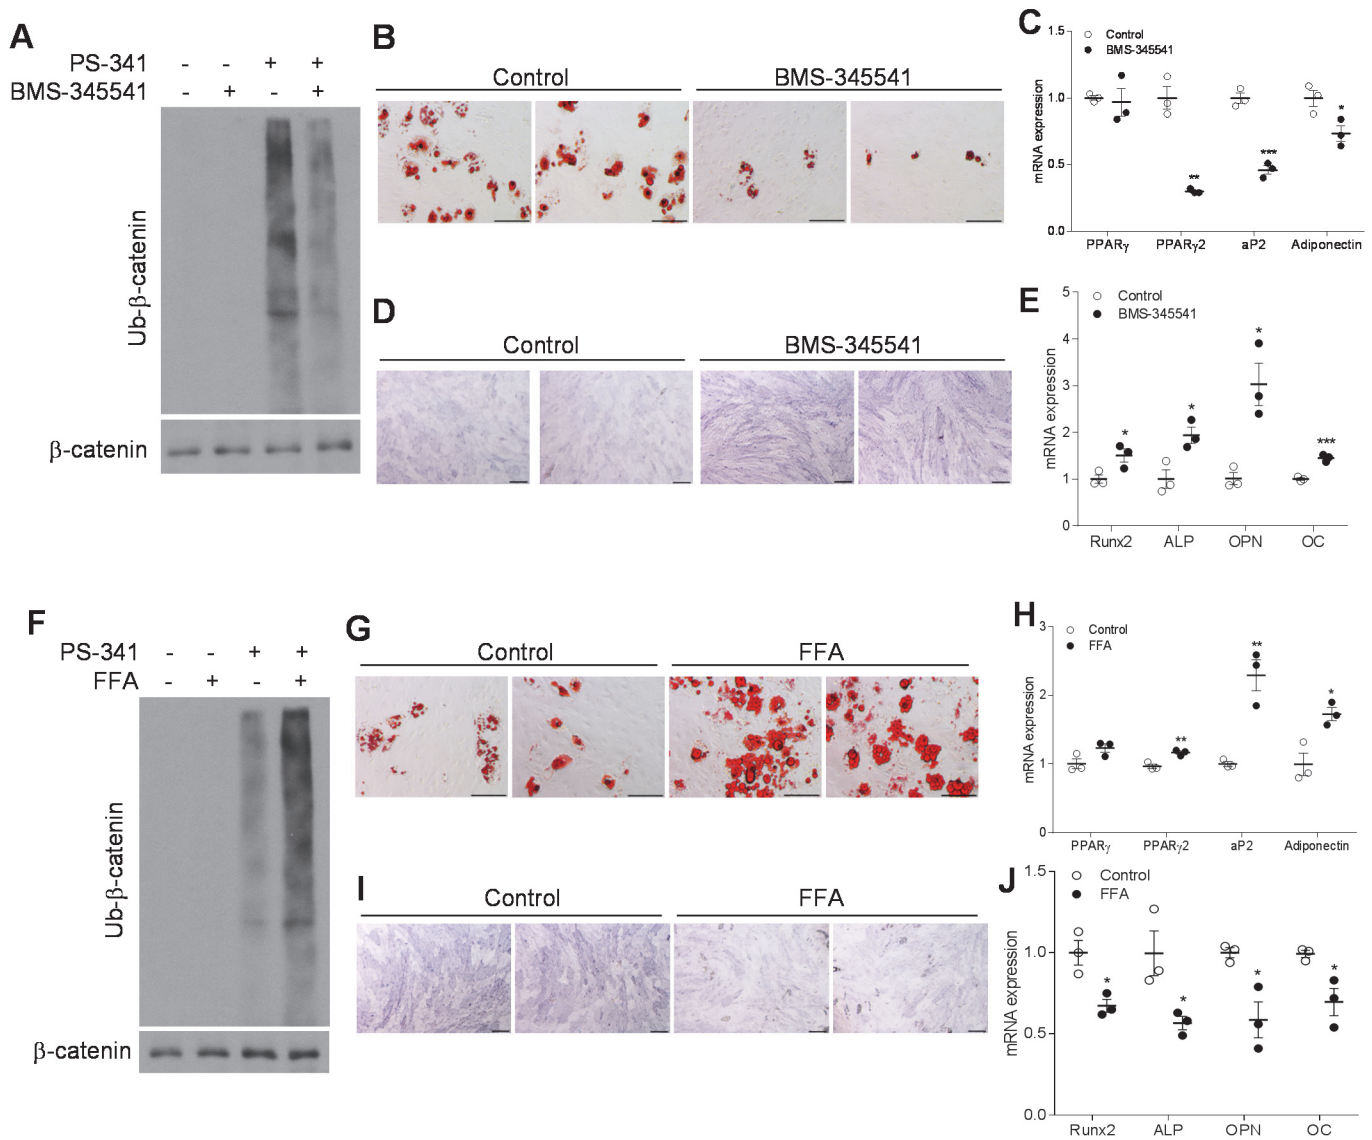 A
PS-341 - - + +
BMS-345541 - + - +
Ub-β-catenin
β-catenin
B
Control BMS-345541
C
Control
BMS-345541
mRNA expression
1.5
1.0
0.5
0.0
** *** *
PPARγ PPARγ2 aP2 Adiponectin
D
Control BMS-345541
E
Control
BMS-345541
mRNA expression
5
4
3
2
1
0
* * * ***
Runx2 ALP OPN OC
F
PS-341 - - + +
FFA - + - +
Ub-β-catenin
β-catenin
G
Control FFA
H
Control
FFA
mRNA expression
3
2
1
0
** ** *
PPARγ PPARγ2 aP2 Adiponectin
I
Control FFA
J
Control
FFA
mRNA expression
1.5
1.0
0.5
0.0
* * * *
Runx2 ALP OPN OC